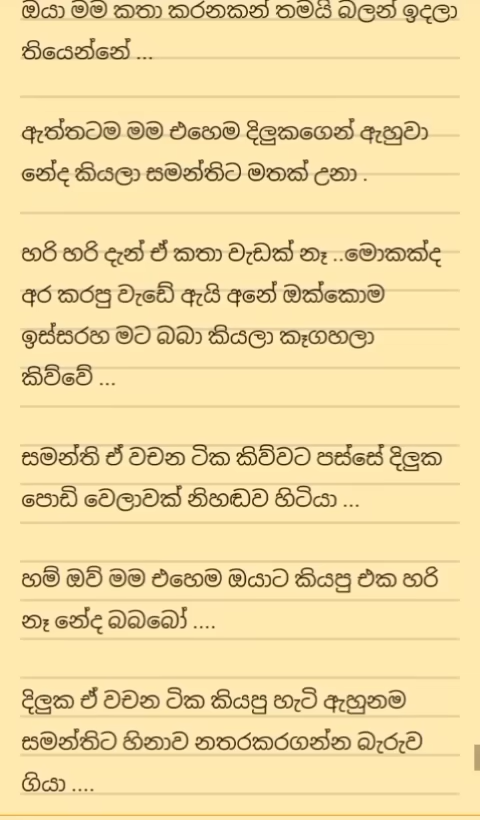 ඔයා මම කතා කරනකන් තමයි බලන් ඉදලා
තියෙන්නේ ...
ඇත්තටම මම එහෙම දිලුකගෙන් ඇහුවා
නේද කියලා සමන්තිට මතක් උනා .
හරි හරි දැන් ඒ කතා වැඩක් නෑ ..මොකක්ද
අර කරපු වැඩේ ඇයි අනේ ඔක්කොම
ඉස්සරහ මට බබා කියලා කෑගහලා
කිව්වේ ...
සමන්ති ඒ වචන ටික කිව්වට පස්සේ දිලුක
පොඩි වෙලාවක් නිහඬව හිටියා ...
හම් ඔව් මම එහෙම ඔයාට කියපු එක හරි
නෑ නේද බබබෝ ....
දිලුක ඒ වචන ටික කියපු හැටි ඇහුනම
සමන්තිට හිනාව නතරකරගන්න බැරුව
ගියා ....